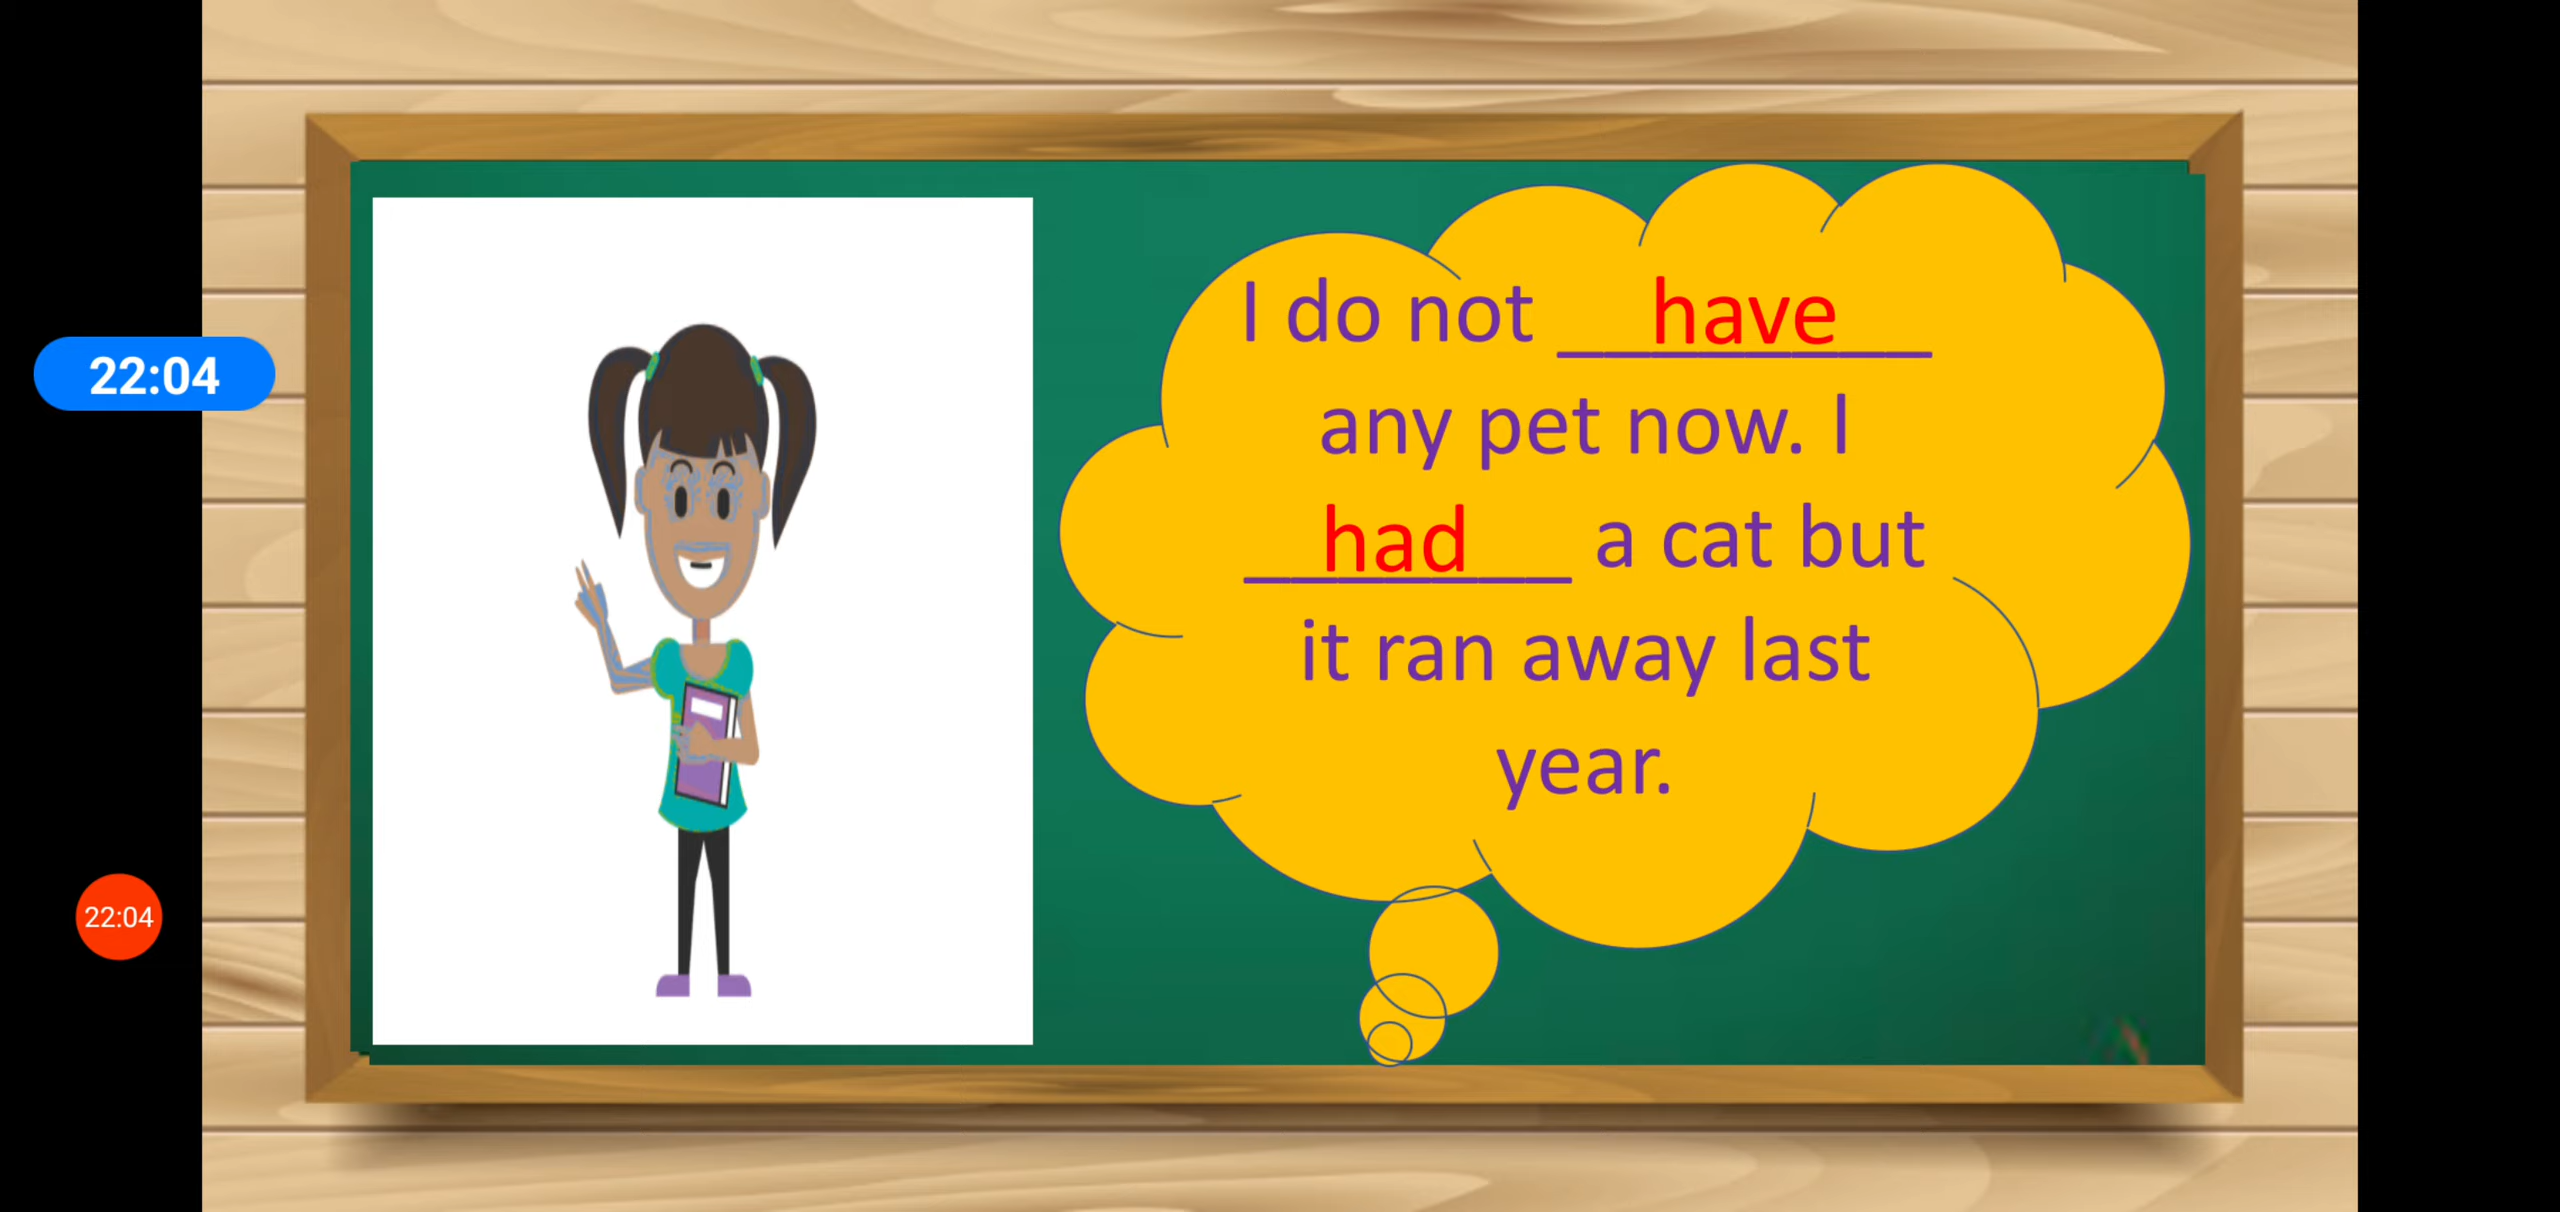 I do not have
any pet now. I
had a cat but
it ran away last
year.
22:04
22:04